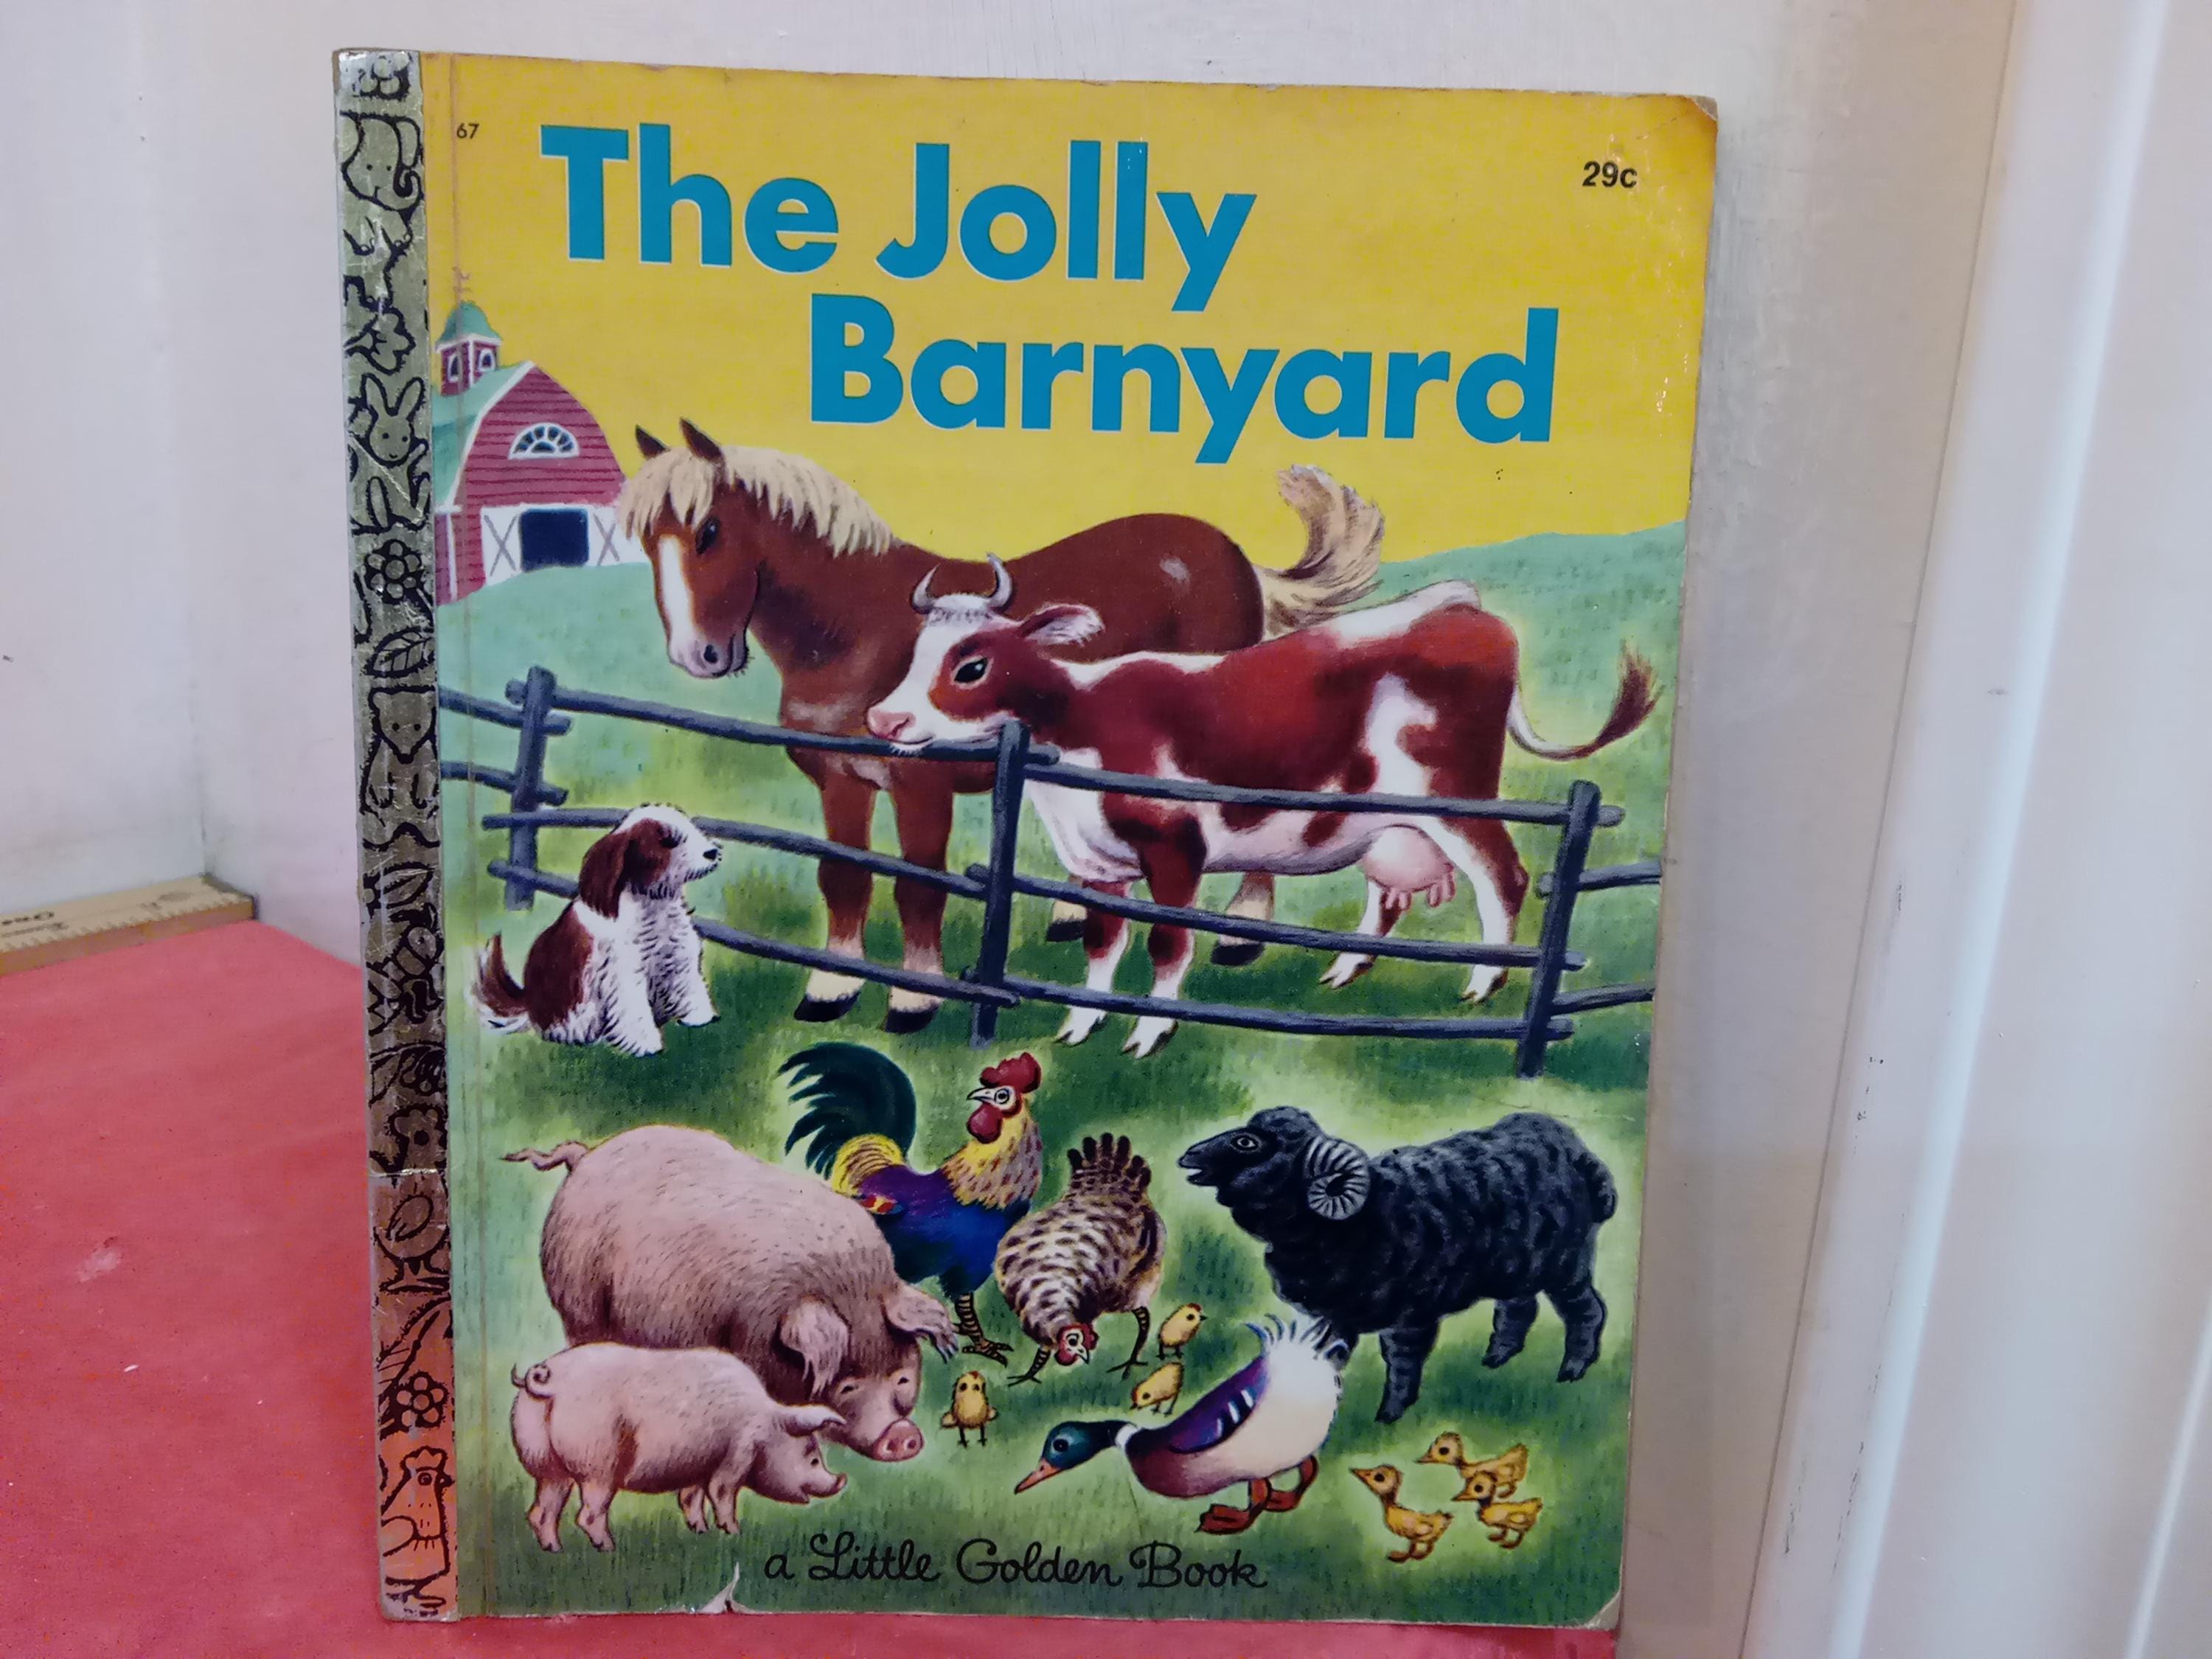 67
The Jolly
29c
Barnyard
a Little Golden Book